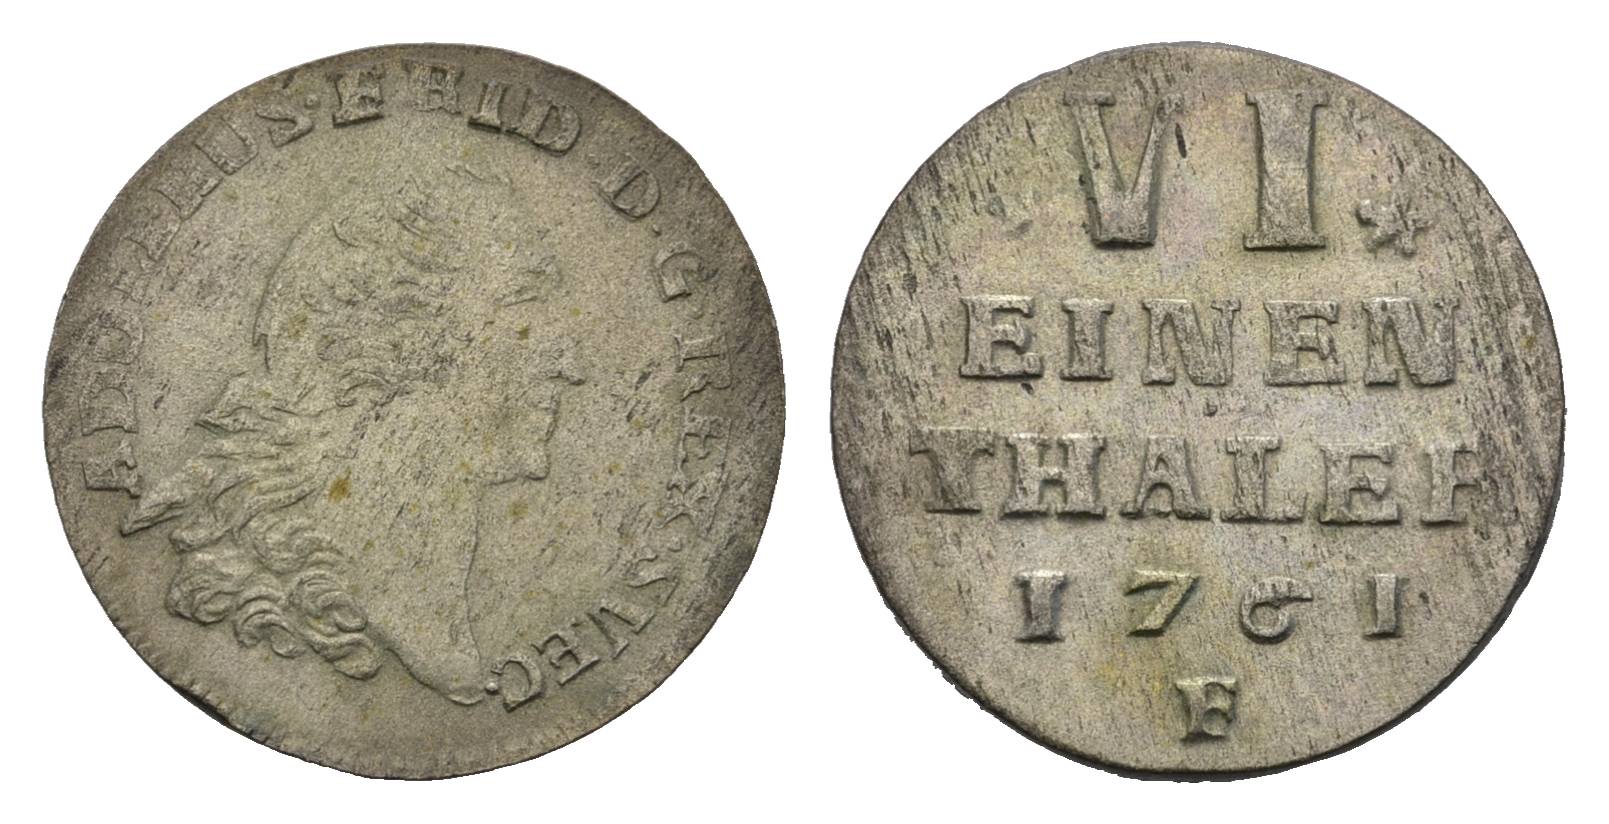 ADOLPHUS·FRID·D·G·REX·SVEC·
VI
EINEN
THALER
1761
F